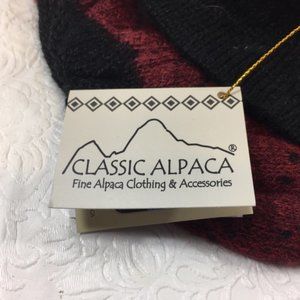 ®
CLASSIC ALPACA
Fine Alpaca Clothing & Accessories